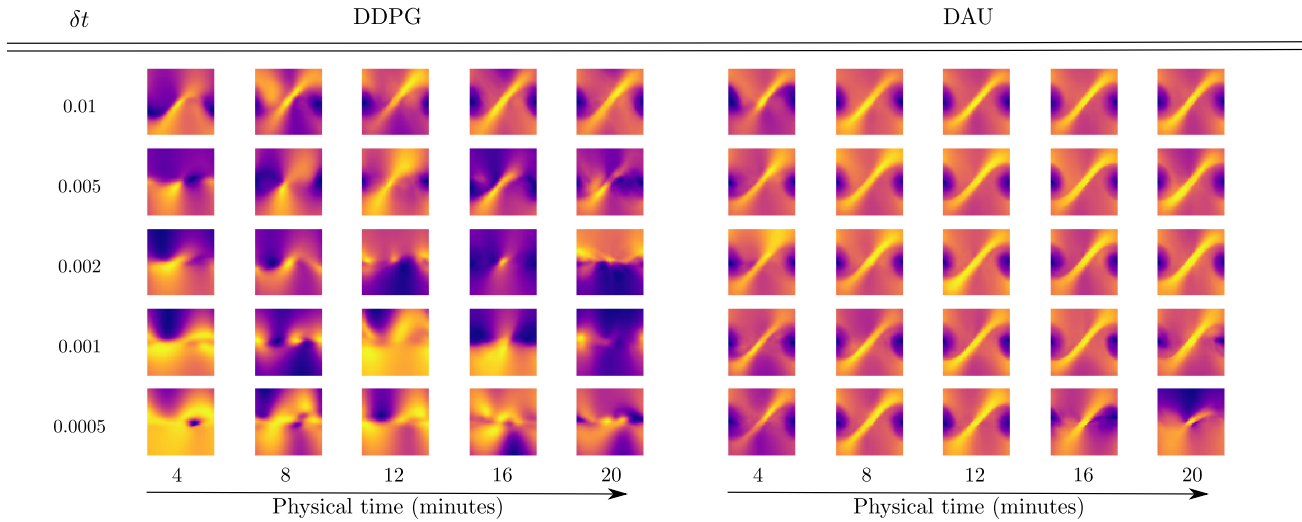 δt DDPG DAU
0.01
0.005
0.002
0.001
0.0005
4 8 12 16 20 4 8 12 16 20
Physical time (minutes) Physical time (minutes)